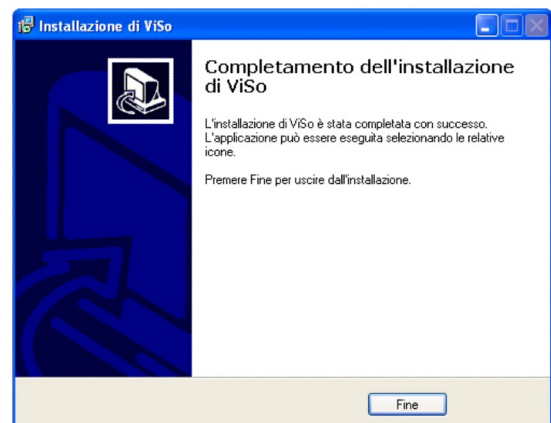 Installazione di ViSo
Completamento dell'installazione
di ViSo
L'installazione di ViSo è stata completata con successo.
L'applicazione può essere eseguita selezionando le relative
icone.
Premere Fine per uscire dall'installazione.
Fine